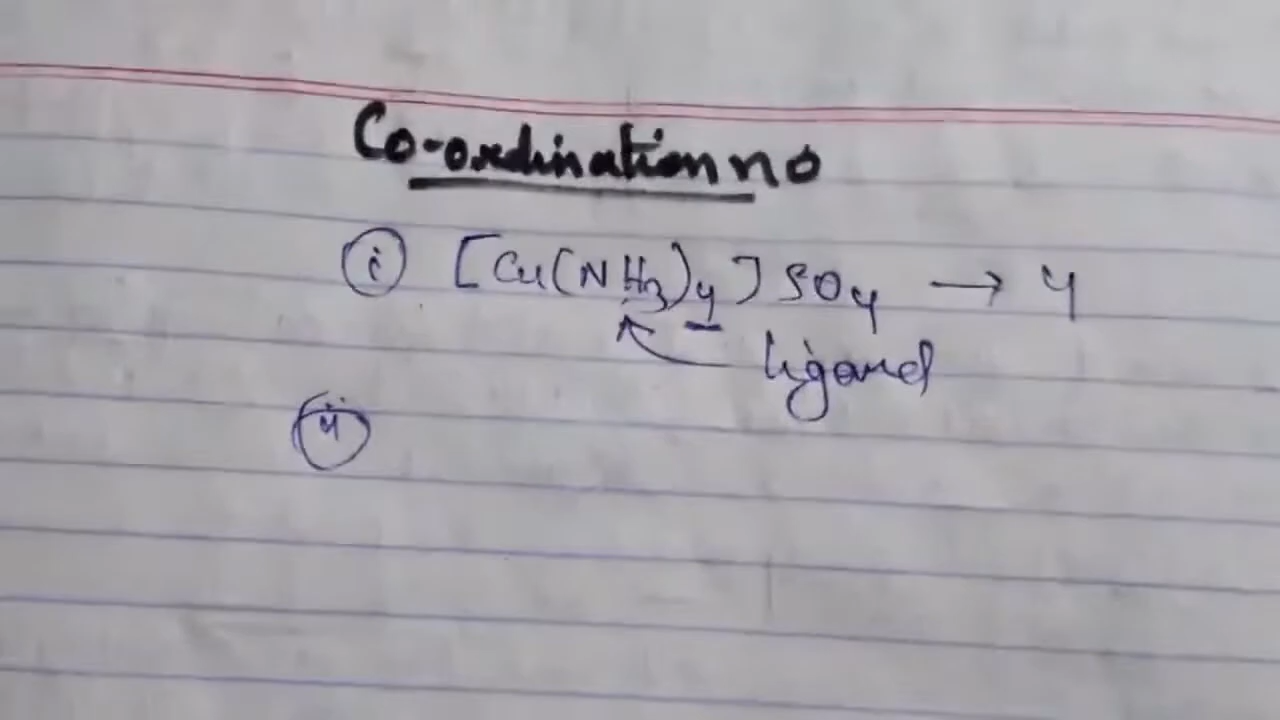 Co-ordination no
(i) [Cu(NH3)4]SO4 → 4
ligand
(ii)